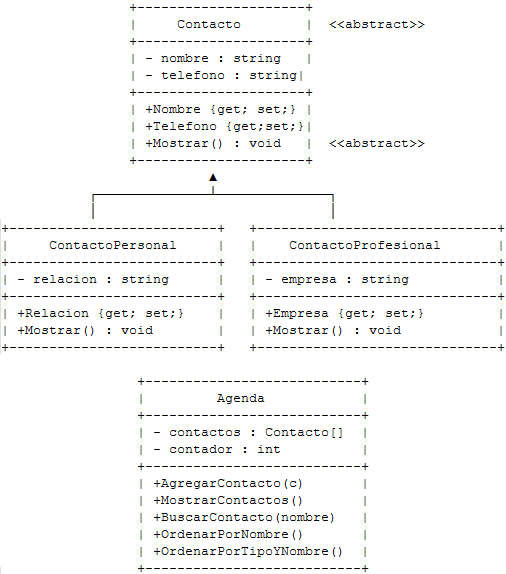 Contacto <<abstract>>
- nombre : string
- telefono : string
+Nombre {get; set;}
+Telefono {get;set;}
+Mostrar() : void <<abstract>>
ContactoPersonal
- relacion : string
+Relacion {get; set;}
+Mostrar() : void
ContactoProfesional
- empresa : string
+Empresa {get; set;}
+Mostrar() : void
Agenda
- contactos : Contacto[]
- contador : int
+AgregarContacto(c)
+MostrarContactos()
+BuscarContacto(nombre)
+OrdenarPorNombre()
+OrdenarPorTipoYNombre()